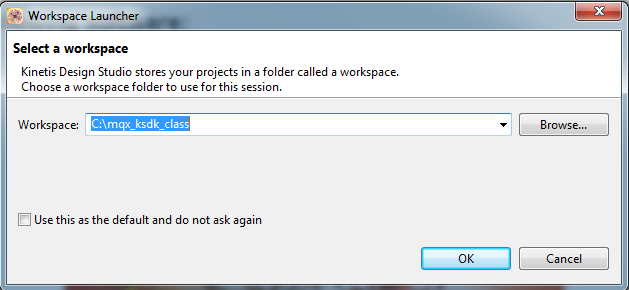 Workspace Launcher
Select a workspace
Kinetis Design Studio stores your projects in a folder called a workspace.
Choose a workspace folder to use for this session.
Workspace: C:\mqx_ksdk_class Browse...
Use this as the default and do not ask again
OK Cancel